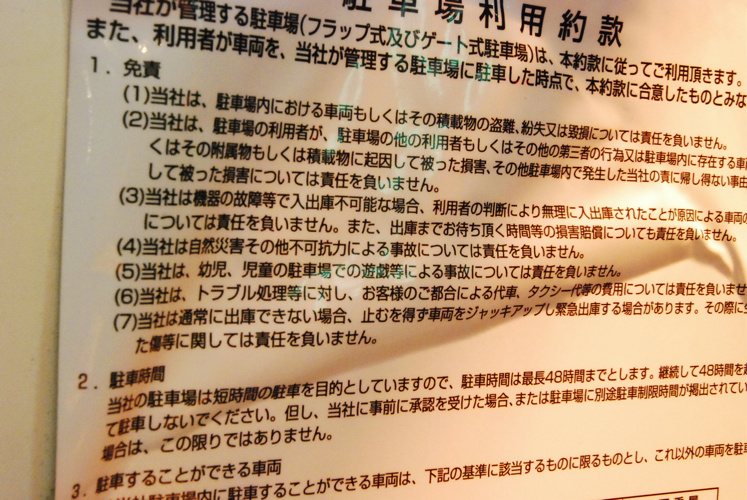 駐車場利用約款
当社が管理する駐車場(フラップ式及びゲート式駐車場)は、本約款に従ってご利用頂きます。
また、利用者が車両を、当社が管理する駐車場に駐車した時点で、本約款に合意したものとみな
1．免責
(1)当社は、駐車場内における車両もしくはその積載物の盗難、紛失又は毀損については責任を負いません。
(2)当社は、駐車場の利用者が、駐車場の他の利用者もしくはその他の第三者の行為又は駐車場内に存在する車両
くはその附属物もしくは積載物に起因して被った損害、その他駐車場内で発生した当社の責に帰し得ない事由
して被った損害については責任を負いません。
(3)当社は機器の故障等で入出庫不可能な場合、利用者の判断により無理に入出庫されたことが原因による車両の
については責任を負いません。また、出庫までお待ち頂く時間等の損害賠償についても責任を負いません。
(4)当社は自然災害その他不可抗力による事故については責任を負いません。
(5)当社は、幼児、児童の駐車場での遊戯等による事故については責任を負いません。
(6)当社は、トラブル処理等に対し、お客様のご都合による代車、タクシー代等の費用については責任を負いませ
(7)当社は通常に出庫できない場合、止むを得ず車両をジャッキアップし緊急出庫する場合があります。その際に
た傷等に関しては責任を負いません。
2．駐車時間
当社の駐車場は短時間の駐車を目的としていますので、駐車時間は最長48時間までとします。継続して48時間を
て駐車しないでください。但し、当社に事前に承認を受けた場合、または駐車場に別途駐車制限時間が掲出されてい
場合は、この限りではありません。
3．駐車することができる車両
当社駐車場内に駐車することができる車両は、下記の基準に該当するものに限るものとし、これ以外の車両を駐車